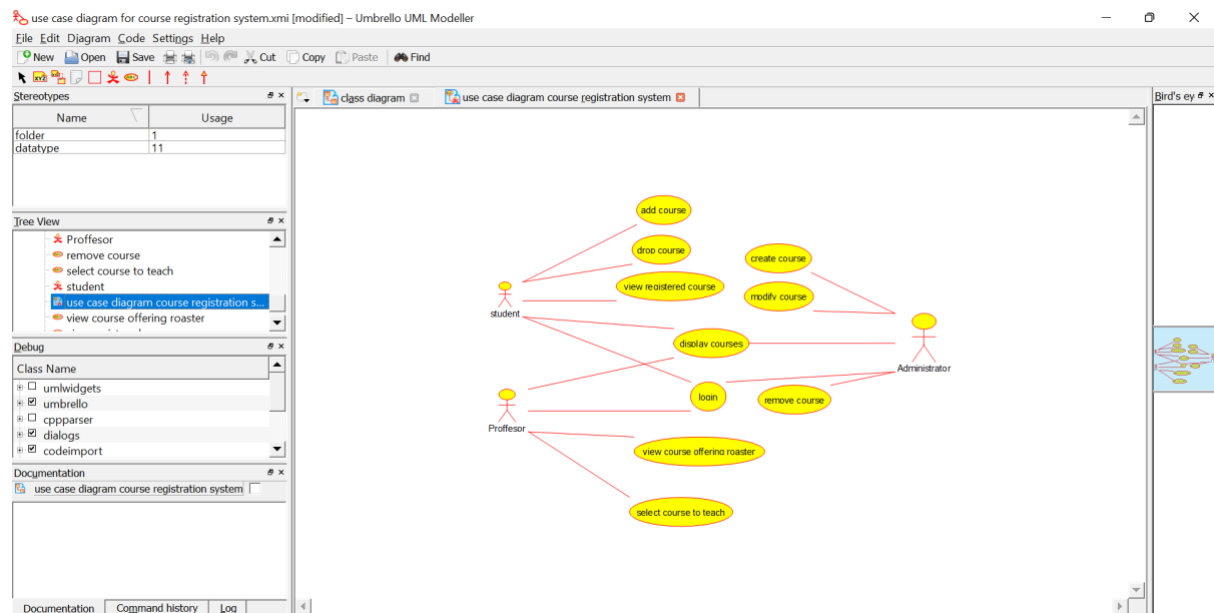 use case diagram for course registration system.xmi [modified] – Umbrello UML Modeller
File Edit Diagram Code Settings Help
New Open Save Cut Copy Paste Find
Stereotypes
Name Usage
folder 1
datatype 11
Tree View
Proffesor
remove course
select course to teach
student
use case diagram course registration s...
view course offering roaster
Debug
Class Name
umlwidgets
umbrello
cppparser
dialogs
codeimport
Documentation
use case diagram course registration system
Documentation Command history Log
class diagram use case diagram course registration system
add course
drop course
create course
view registered course
modify course
student
display courses
Administrator
login
remove course
Proffesor
view course offering roaster
select course to teach
Bird's ey